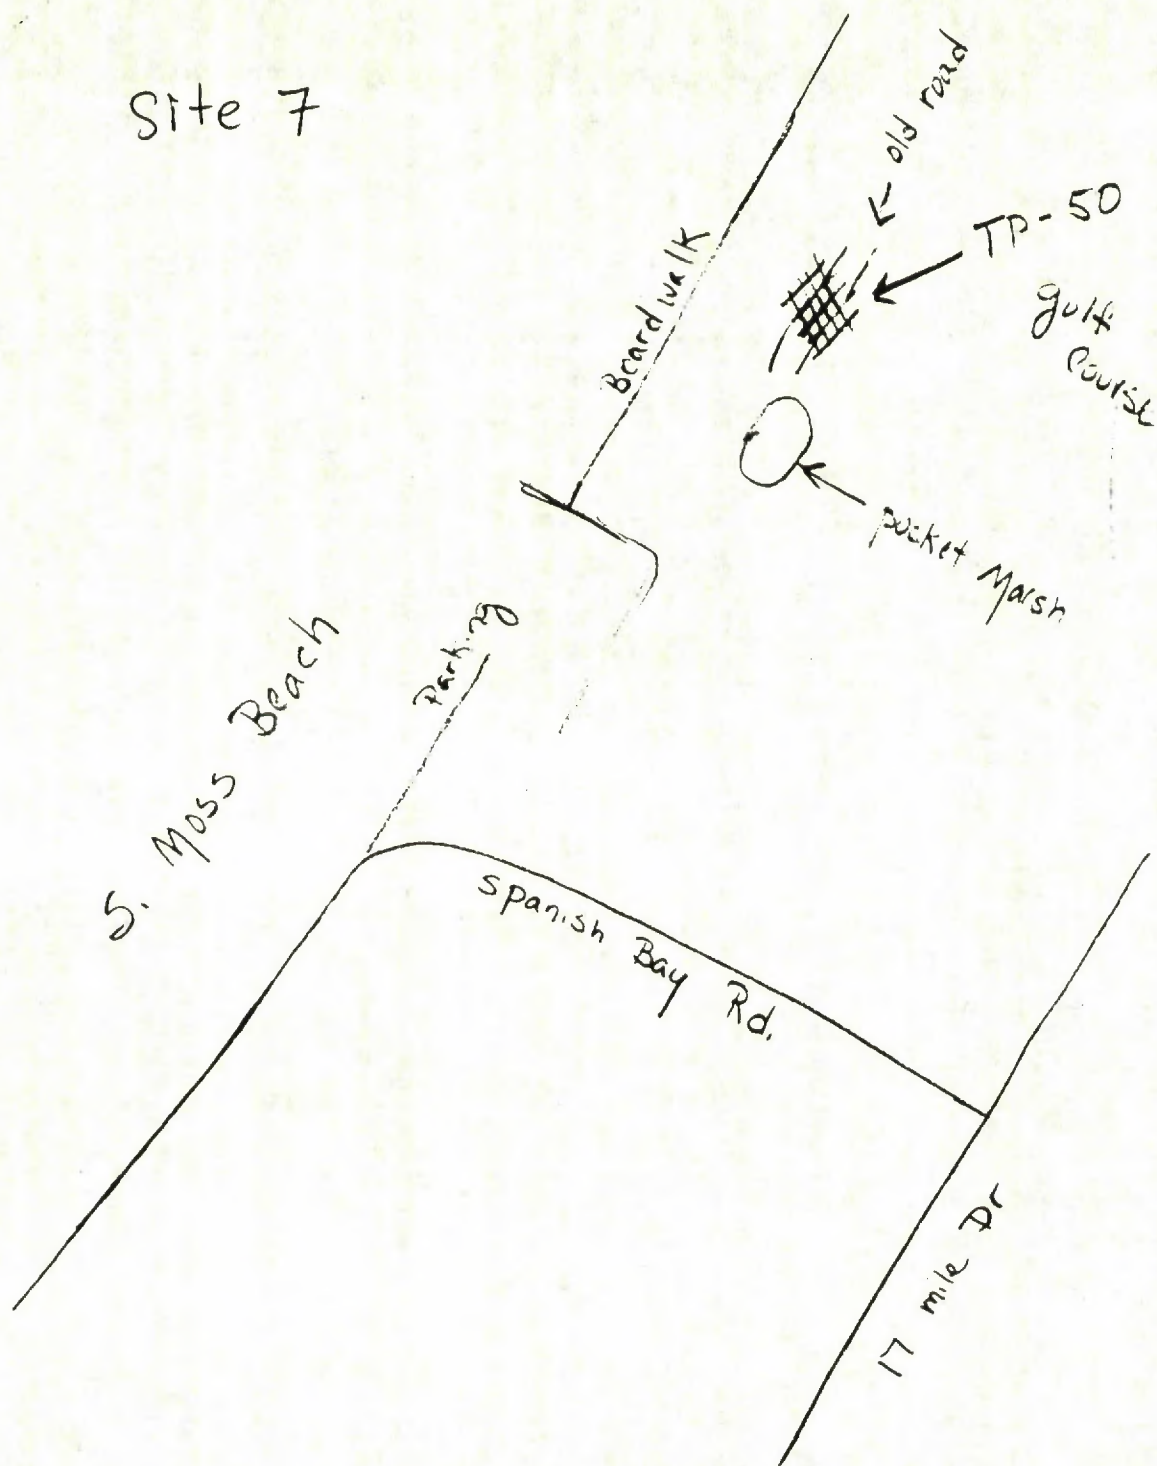 Site 7
old road
TP-50
Boardwalk
golf
Course
pocket Marsh
Parking
S. Moss Beach
Spanish Bay Rd.
17 mile Dr